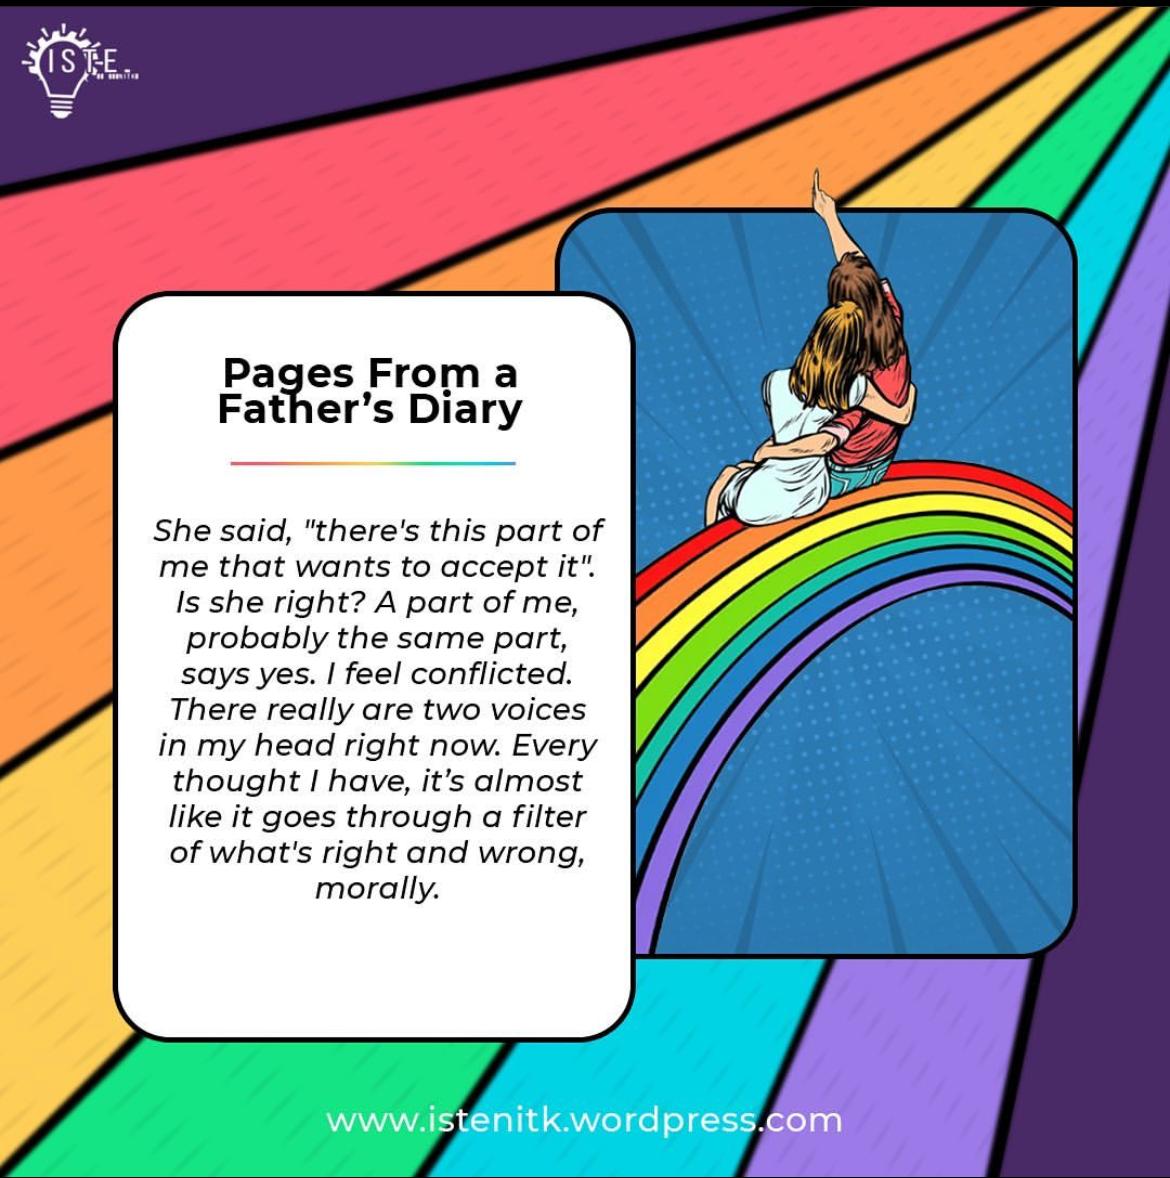 ISTE
Pages From a
Father’s Diary
She said, "there's this part of
me that wants to accept it".
Is she right? A part of me,
probably the same part,
says yes. I feel conflicted.
There really are two voices
in my head right now. Every
thought I have, it’s almost
like it goes through a filter
of what's right and wrong,
morally.
www.istenitk.wordpress.com